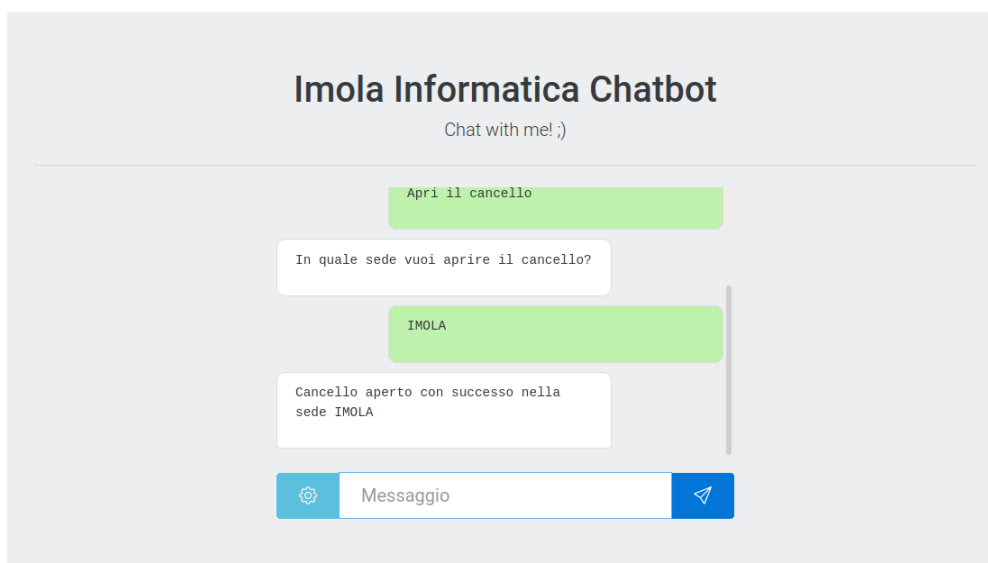 Imola Informatica Chatbot
Chat with me! ;)
Apri il cancello
In quale sede vuoi aprire il cancello?
IMOLA
Cancello aperto con successo nella
sede IMOLA
Messaggio